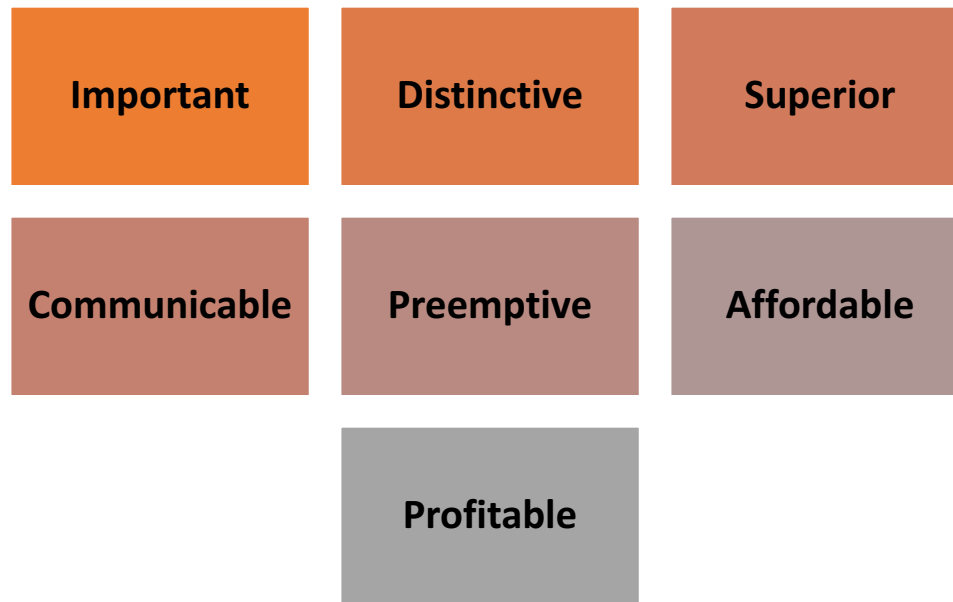 Important
Distinctive
Superior
Communicable
Preemptive
Affordable
Profitable